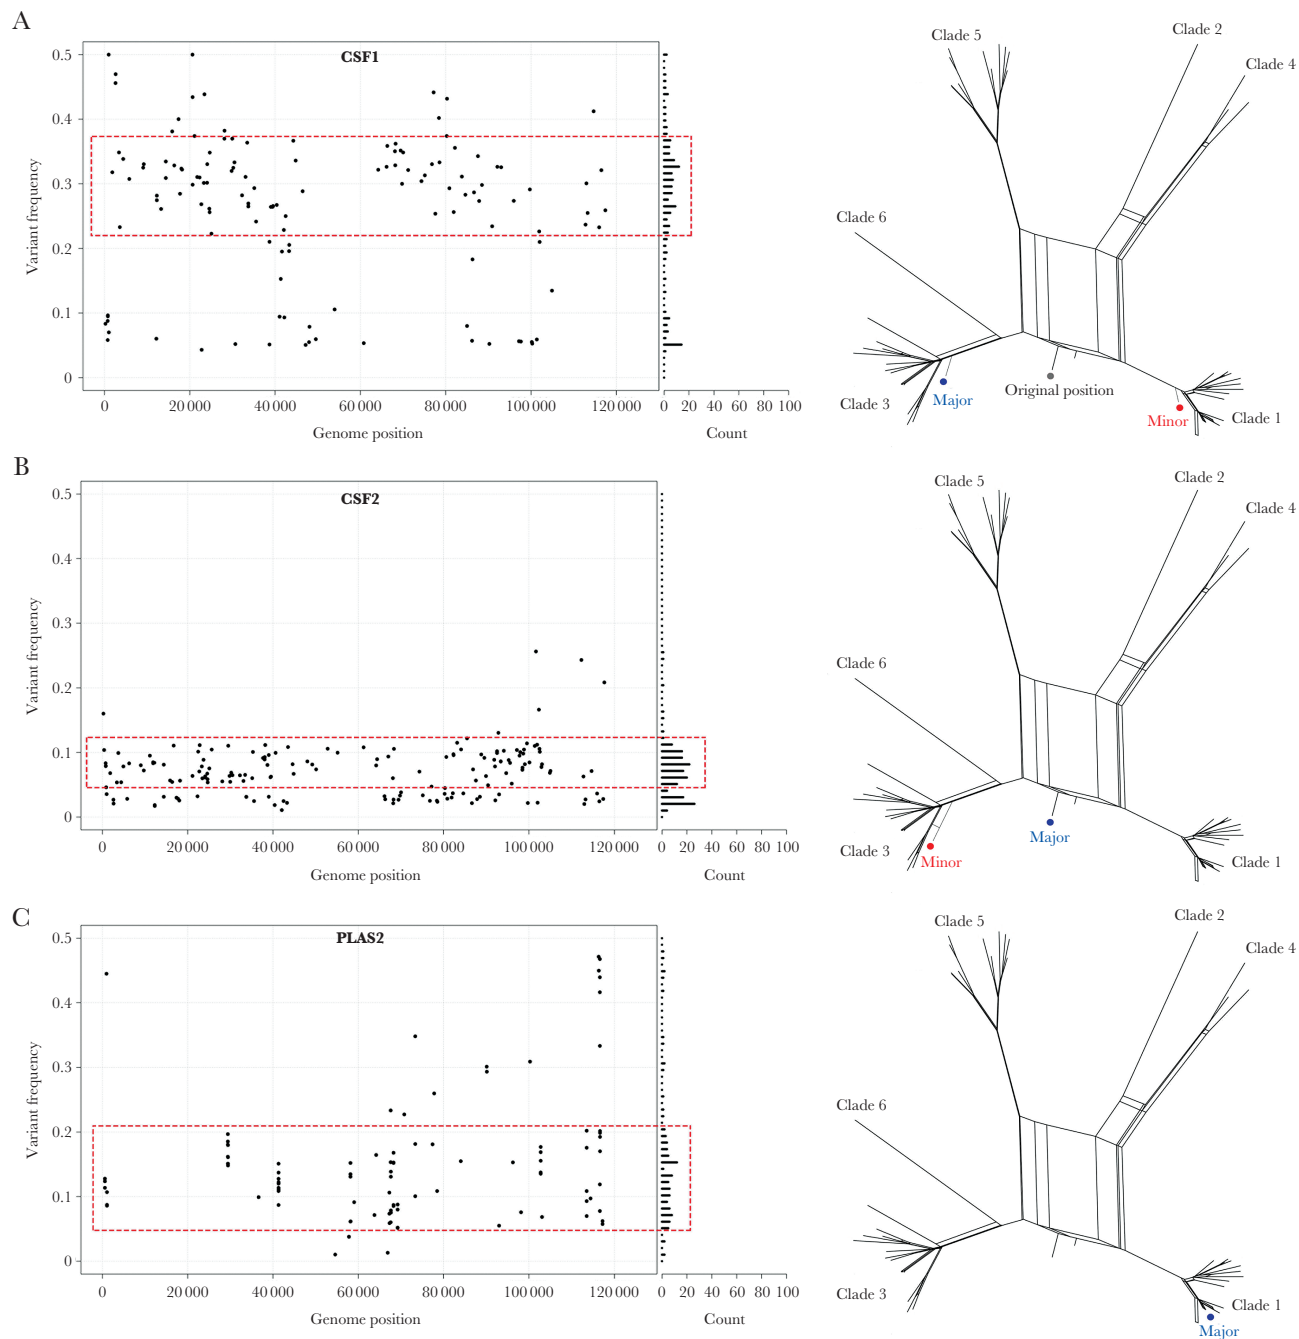 A
CSF1
Variant frequency
0.5
0.4
0.3
0.2
0.1
0
0 20 000 40 000 60 000 80 000 100 000 120 000
Genome position
0 20 40 60 80 100
Count
Clade 5
Clade 2
Clade 4
Clade 6
Clade 3
Major
Original position
Minor
Clade 1
B
CSF2
Variant frequency
0.5
0.4
0.3
0.2
0.1
0
0 20 000 40 000 60 000 80 000 100 000 120 000
Genome position
0 20 40 60 80 100
Count
Clade 5
Clade 2
Clade 4
Clade 6
Clade 3
Minor
Major
Clade 1
C
PLAS2
Variant frequency
0.5
0.4
0.3
0.2
0.1
0
0 20 000 40 000 60 000 80 000 100 000 120 000
Genome position
0 20 40 60 80 100
Count
Clade 5
Clade 2
Clade 4
Clade 6
Clade 3
Clade 1
Major